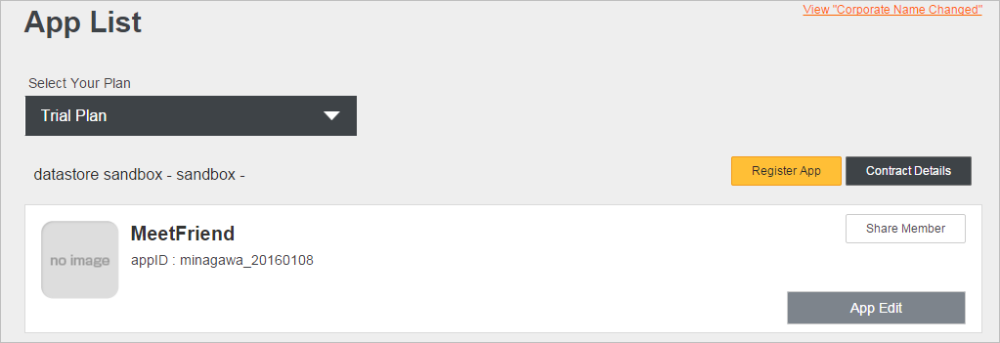 View "Corporate Name Changed"
App List
Select Your Plan
Trial Plan
datastore sandbox - sandbox -
Register App
Contract Details
no image
MeetFriend
appID : minagawa_20160108
Share Member
App Edit